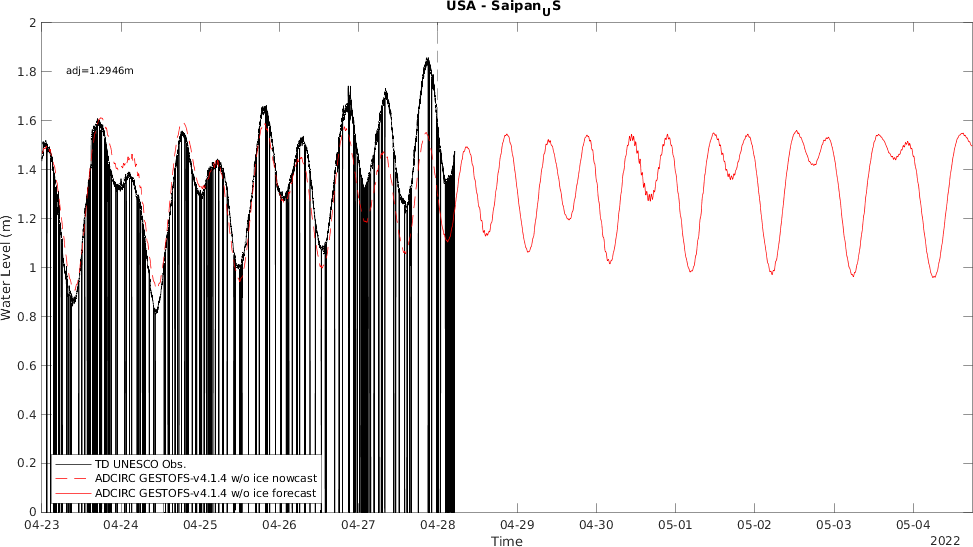 USA - SaipanUS
adj=1.2946m
Water Level (m)
2
1.8
1.6
1.4
1.2
1
0.8
0.6
0.4
0.2
0
TD UNESCO Obs.
ADCIRC GESTOFS-v4.1.4 w/o ice nowcast
ADCIRC GESTOFS-v4.1.4 w/o ice forecast
04-23 04-24 04-25 04-26 04-27 04-28 04-29 04-30 05-01 05-02 05-03 05-04
Time
2022